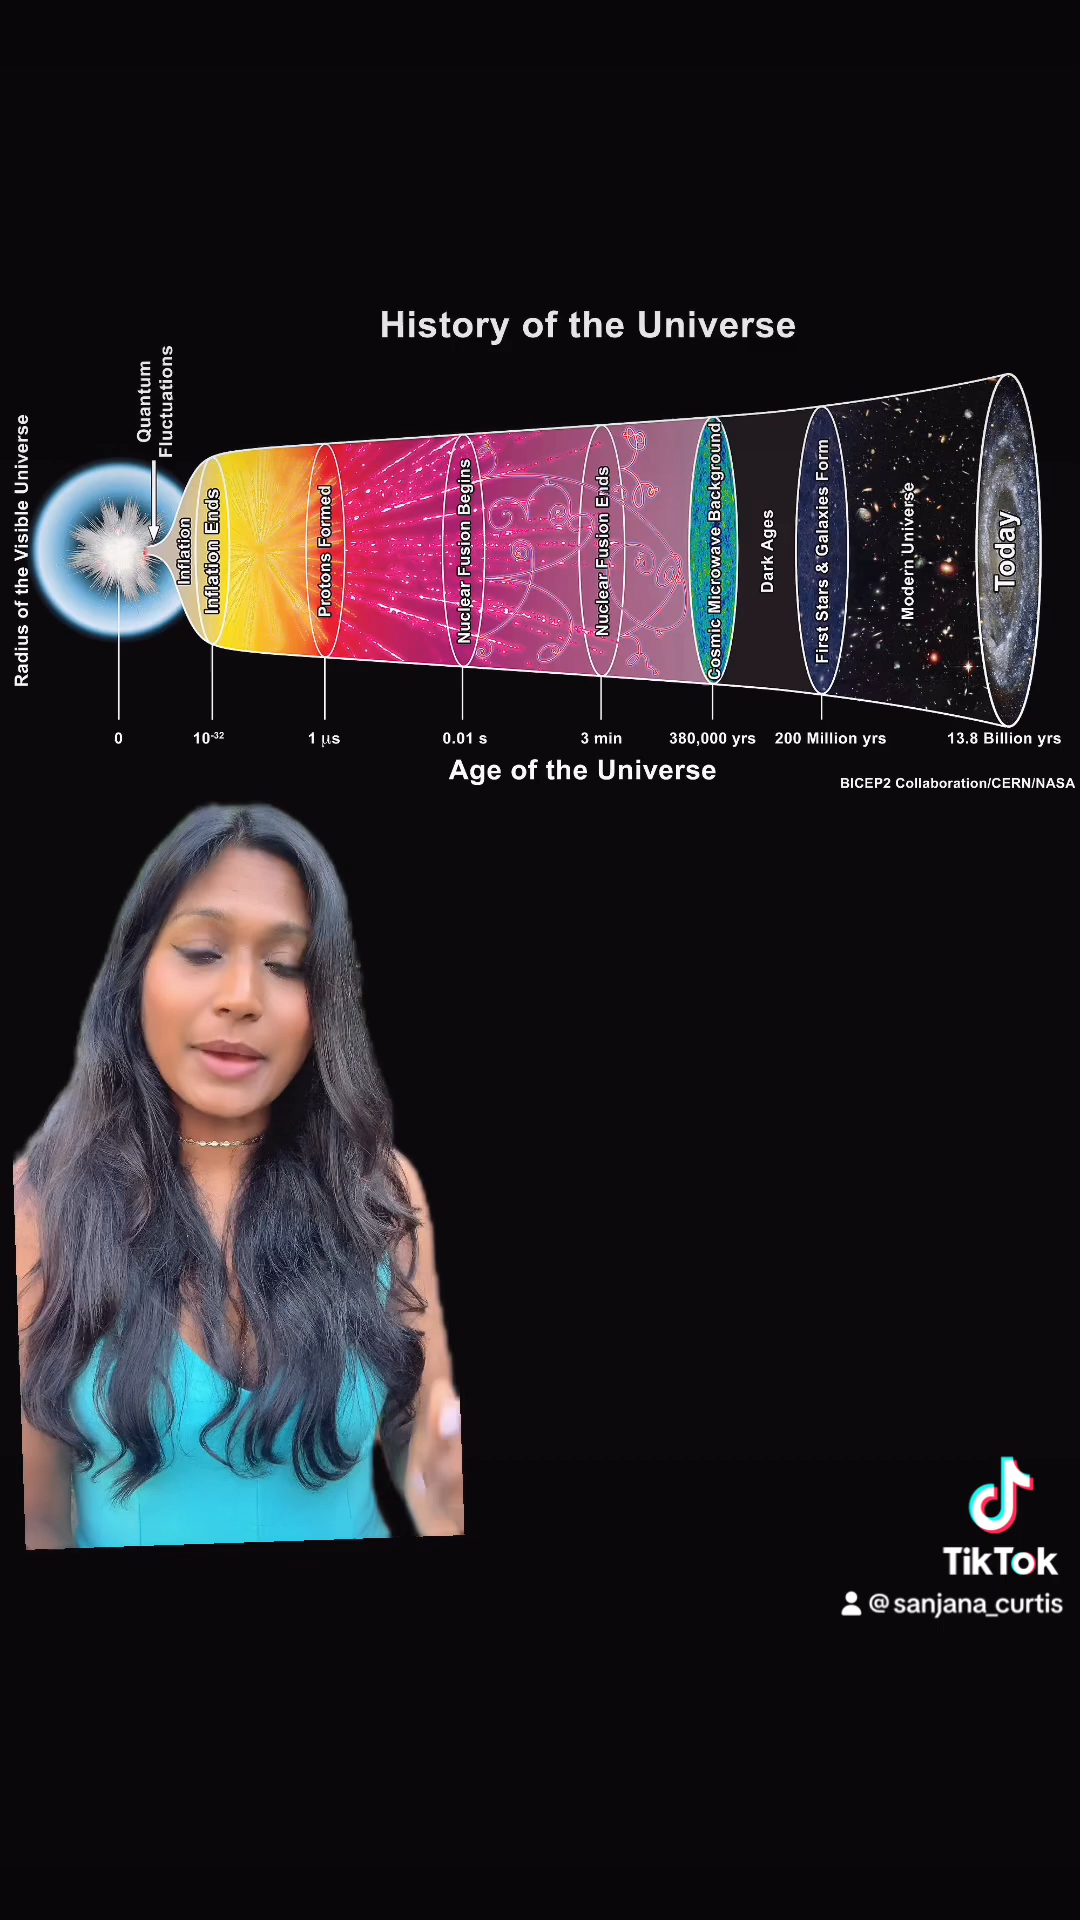 History of the Universe
Radius of the Visible Universe
Quantum
Fluctuations
Inflation
Inflation Ends
Protons Formed
Nuclear Fusion Begins
Nuclear Fusion Ends
Cosmic Microwave Background
Dark Ages
First Stars & Galaxies Form
Modern Universe
Today
0
10⁻³²
1 µs
0.01 s
3 min
380,000 yrs
200 Million yrs
13.8 Billion yrs
Age of the Universe
BICEP2 Collaboration/CERN/NASA
TikTok
@sanjana_curtis